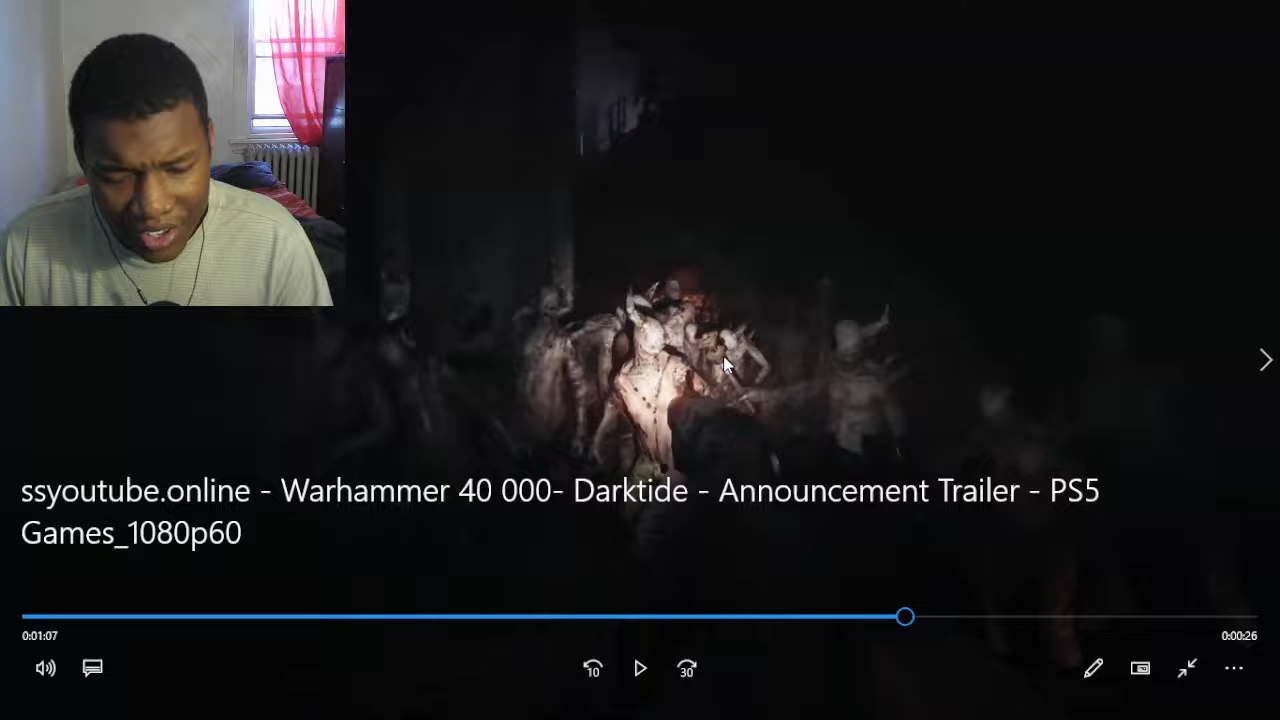 ssyoutube.online - Warhammer 40 000- Darktide - Announcement Trailer - PS5
Games_1080p60
0:01:07
0:00:26
10
30